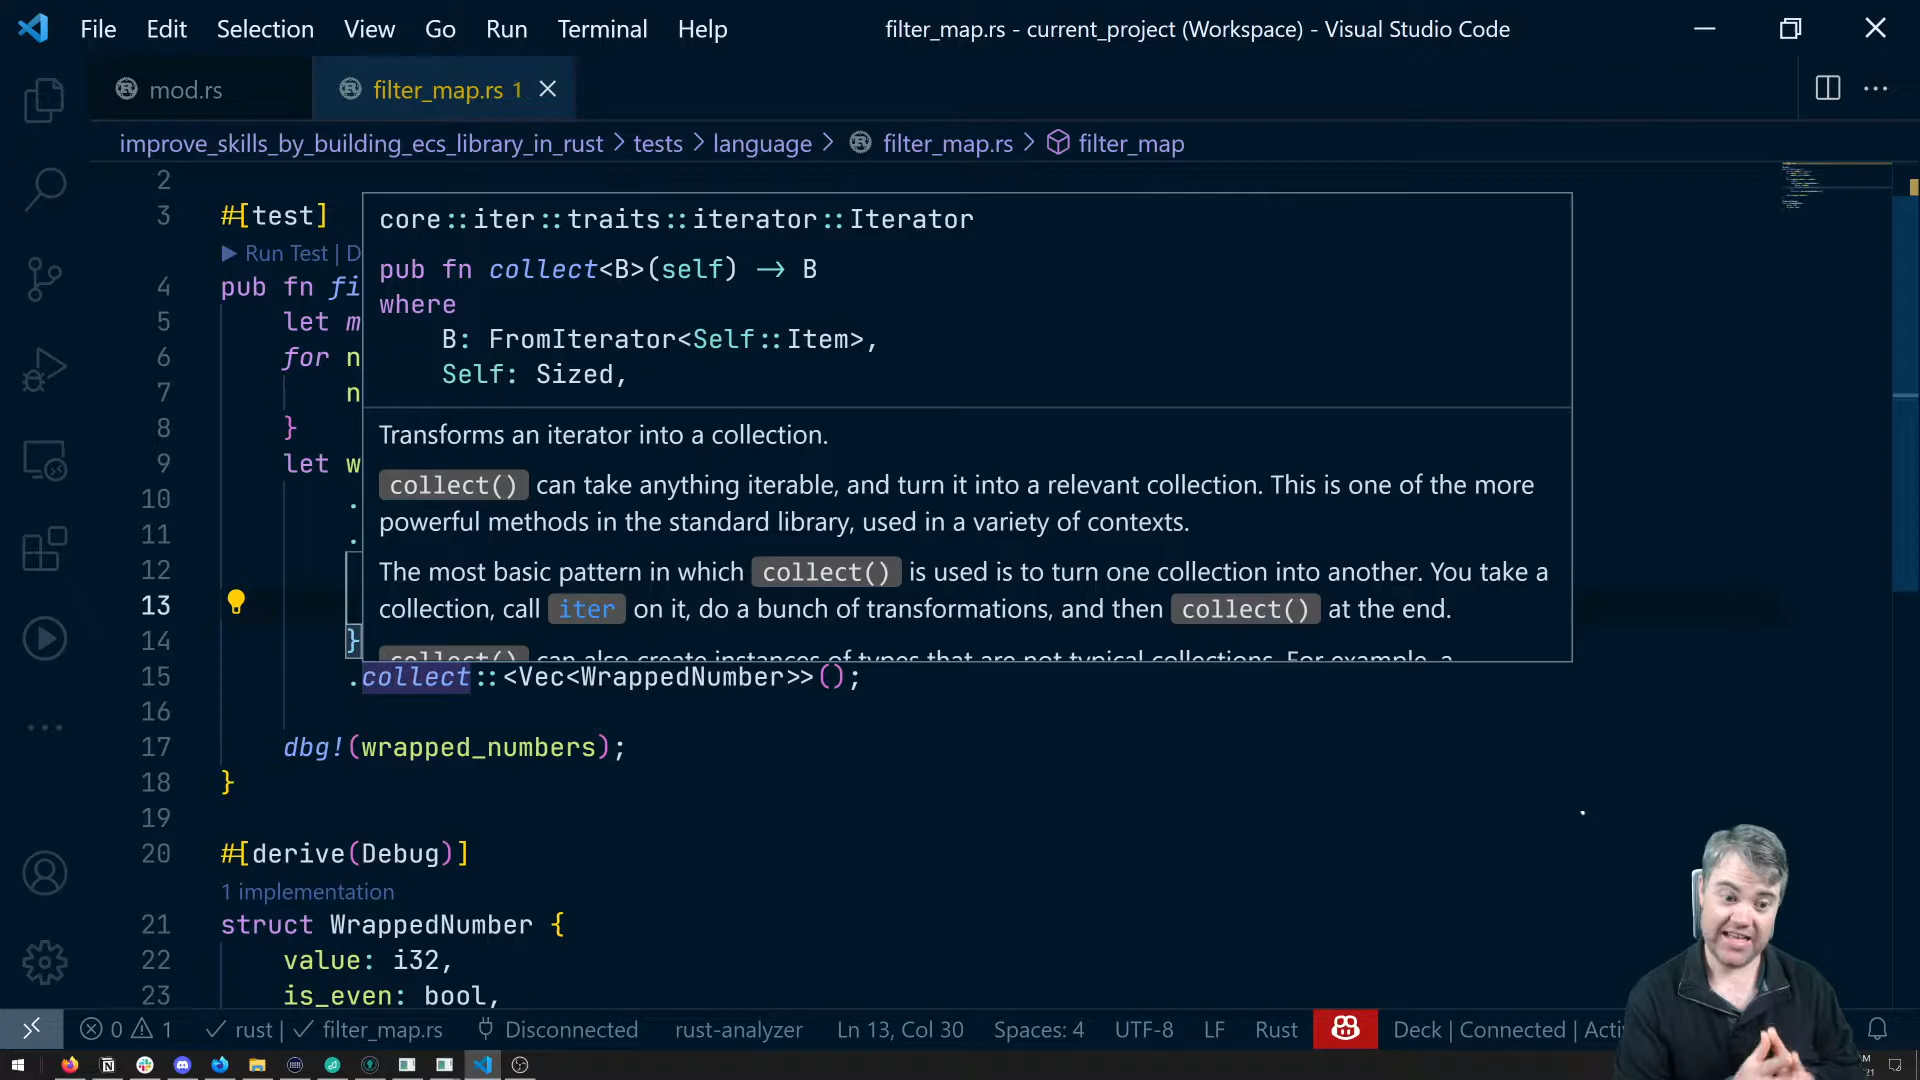 File Edit Selection View Go Run Terminal Help filter_map.rs - current_project (Workspace) - Visual Studio Code
mod.rs filter_map.rs 1
improve_skills_by_building_ecs_library_in_rust > tests > language > filter_map.rs > filter_map
2
3 #[test]
▶ Run Test | D
4 pub fn fi
5 let m
6 for n
7 n
8 }
9 let w
10 .
11 .
12
13
14 }
core::iter::traits::iterator::Iterator
pub fn collect<B>(self) -> B
where
B: FromIterator<Self::Item>,
Self: Sized,
Transforms an iterator into a collection.
collect() can take anything iterable, and turn it into a relevant collection. This is one of the more
powerful methods in the standard library, used in a variety of contexts.
The most basic pattern in which collect() is used is to turn one collection into another. You take a
collection, call iter on it, do a bunch of transformations, and then collect() at the end.
collect() can also create instances of types that are not typical collections. For example, a
15 .collect::<Vec<WrappedNumber>>();
16
17 dbg!(wrapped_numbers);
18 }
19
20 #[derive(Debug)]
1 implementation
21 struct WrappedNumber {
22 value: i32,
23 is_even: bool,
0 1 rust | filter_map.rs Disconnected rust-analyzer Ln 13, Col 30 Spaces: 4 UTF-8 LF Rust Deck | Connected | Acti